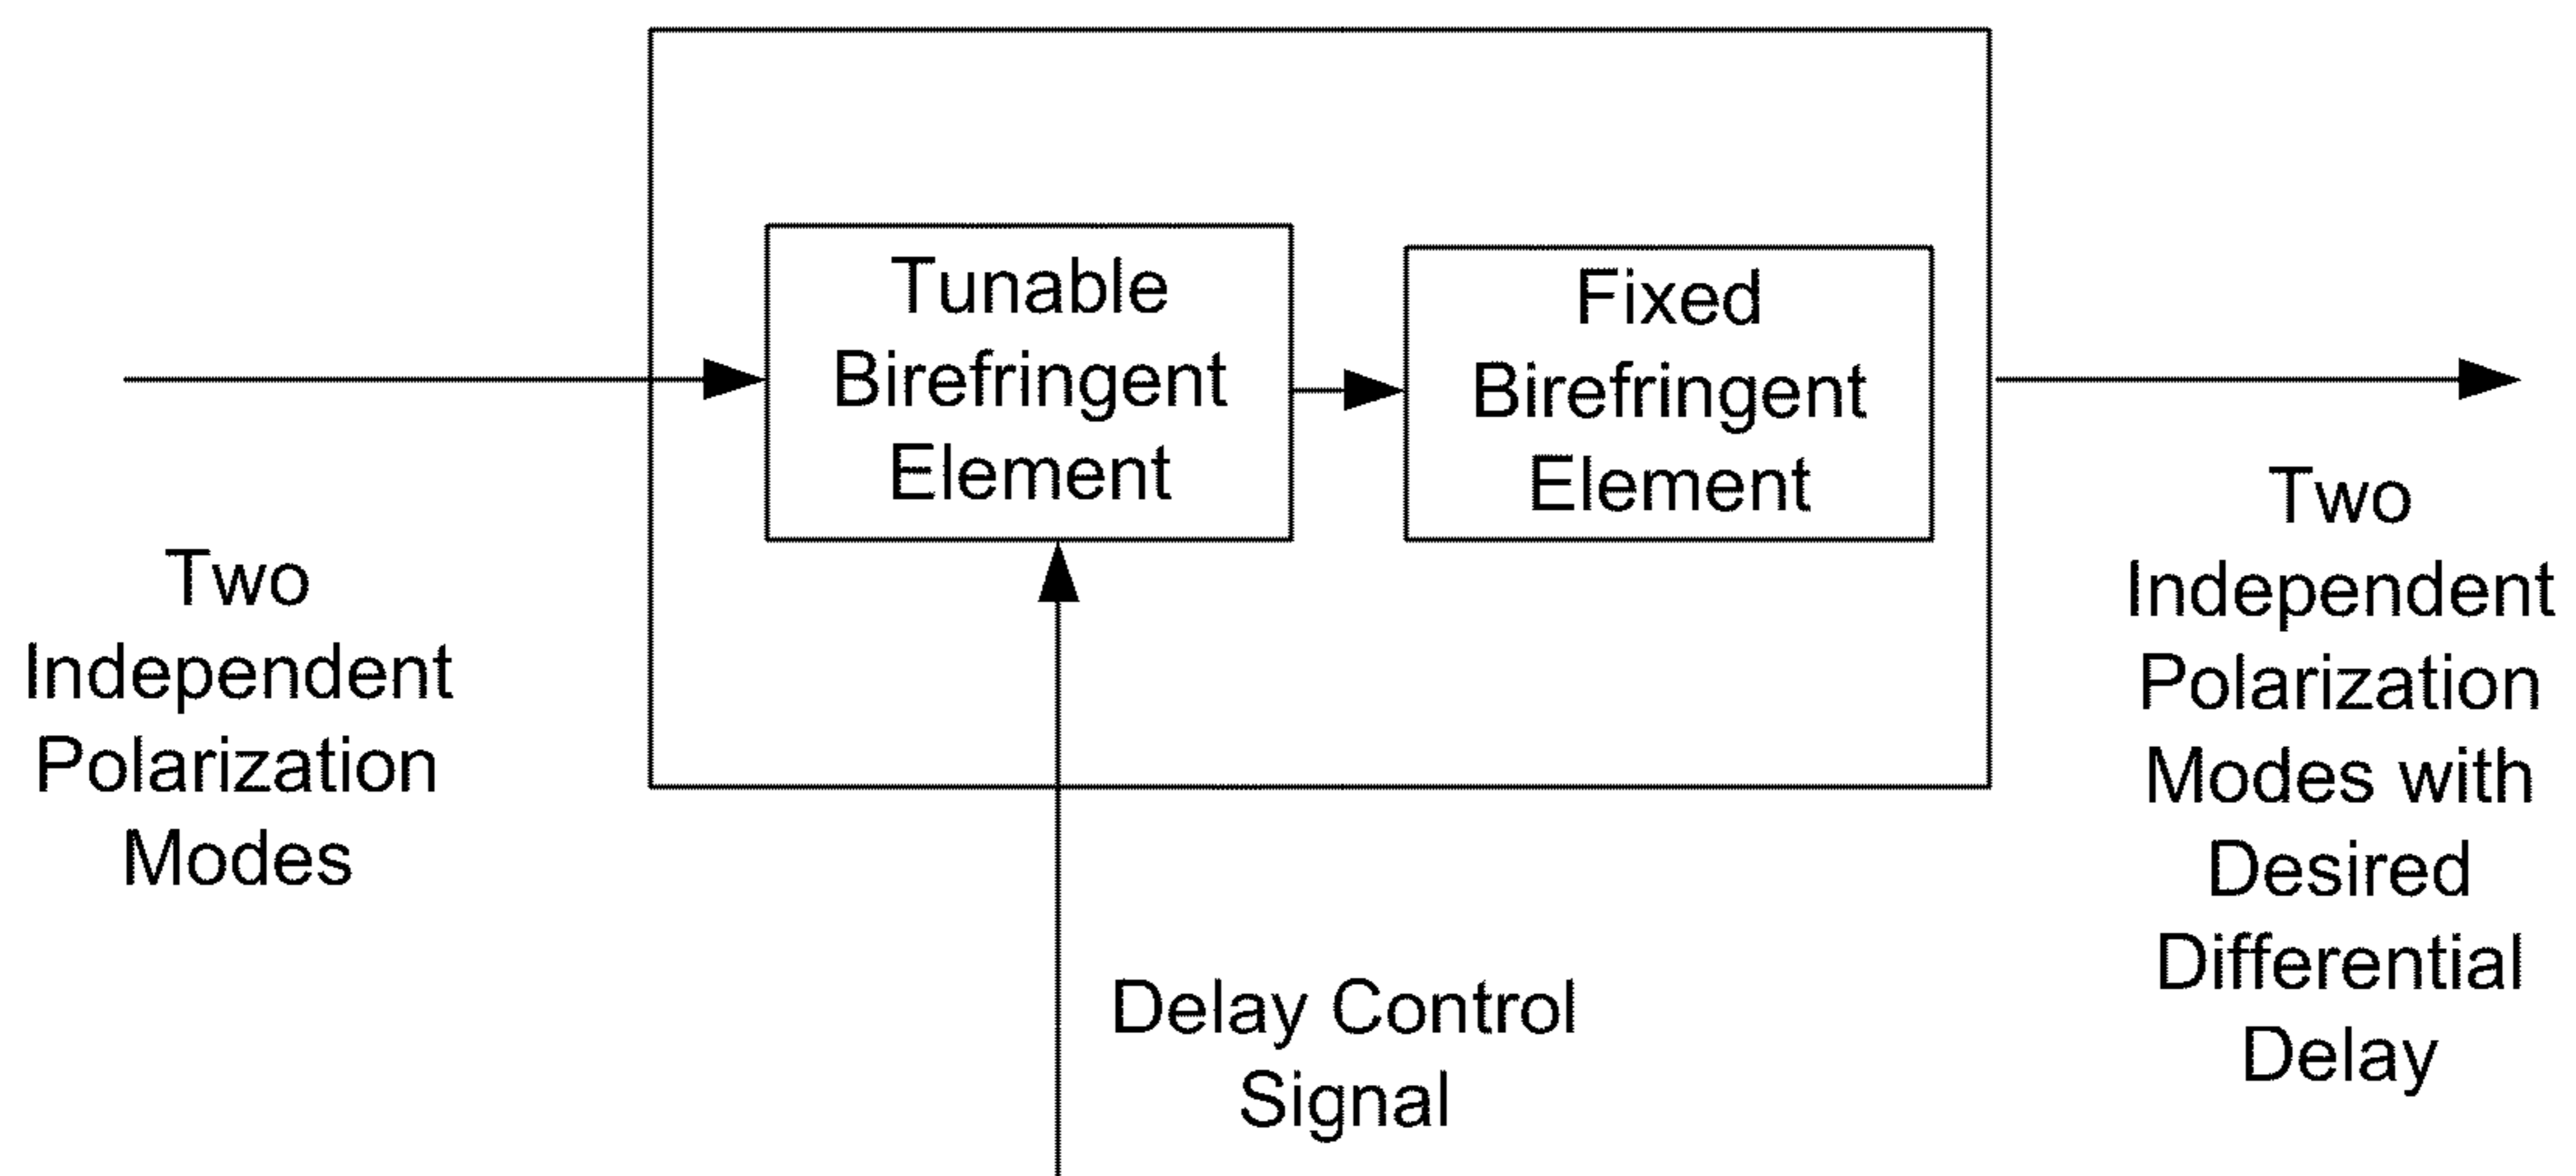 Tunable
Birefringent
Element
Fixed
Birefringent
Element
Two
Independent
Polarization
Modes
Two
Independent
Polarization
Modes with
Desired
Differential
Delay
Delay Control
Signal